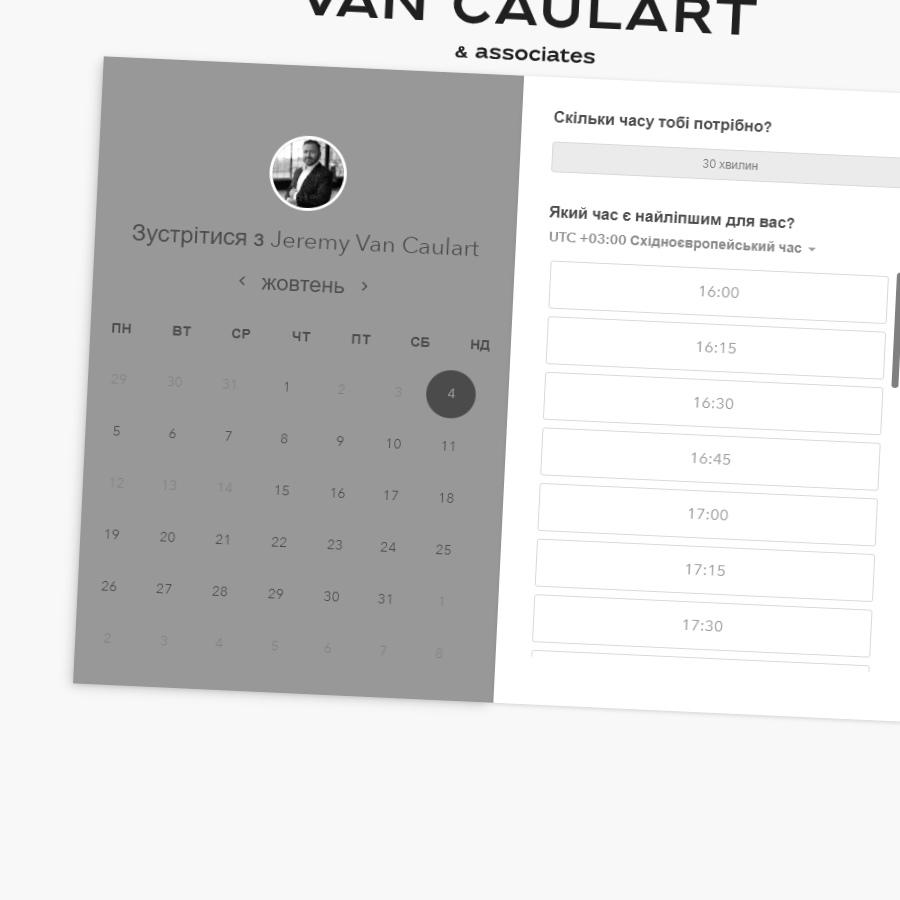 VAN CAULART
& associates
Зустрітися з Jeremy Van Caulart
жовтень
ПН ВТ СР ЧТ ПТ СБ НД
29 30 31 1 2 3 4
5 6 7 8 9 10 11
12 13 14 15 16 17 18
19 20 21 22 23 24 25
26 27 28 29 30 31 1
2 3 4 5 6 7 8
Скільки часу тобі потрібно?
30 хвилин
Який час є найліпшим для вас?
UTC +03:00 Східноєвропейський час
16:00
16:15
16:30
16:45
17:00
17:15
17:30